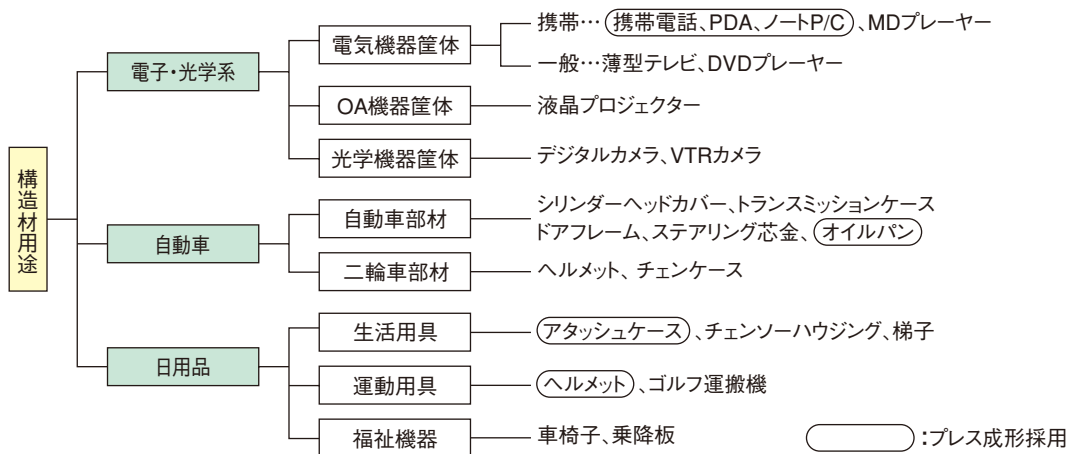 構造材用途
電子・光学系
電気機器筐体
携帯…携帯電話、PDA、ノートP/C、MDプレーヤー
一般…薄型テレビ、DVDプレーヤー
OA機器筐体
液晶プロジェクター
光学機器筐体
デジタルカメラ、VTRカメラ
自動車
自動車部材
シリンダーヘッドカバー、トランスミッションケース
ドアフレーム、ステアリング芯金、オイルパン
二輪車部材
ヘルメット、チェンケース
日用品
生活用具
アタッシュケース、チェンソーハウジング、梯子
運動用具
ヘルメット、ゴルフ運搬機
福祉機器
車椅子、乗降板
：プレス成形採用